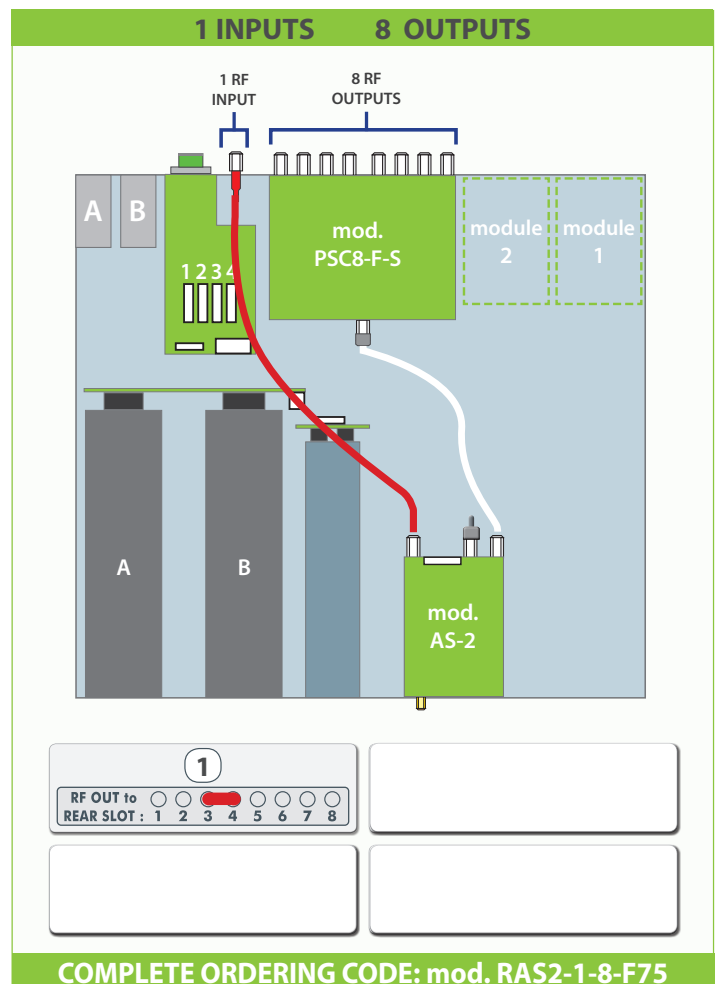 1 INPUTS 8 OUTPUTS
1 RF
INPUT
8 RF
OUTPUTS
A B
mod.
PSC8-F-S
module
2
module
1
1 2 3 4
A
B
mod.
AS-2
1
RF OUT to
REAR SLOT : 1 2 3 4 5 6 7 8
COMPLETE ORDERING CODE: mod. RAS2-1-8-F75